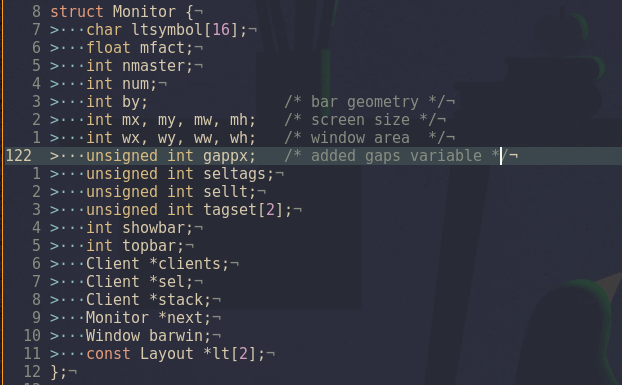 8 struct Monitor {¬
7 >···char ltsymbol[16];¬
6 >···float mfact;¬
5 >···int nmaster;¬
4 >···int num;¬
3 >···int by;               /* bar geometry */¬
2 >···int mx, my, mw, mh;   /* screen size */¬
1 >···int wx, wy, ww, wh;   /* window area  */¬
122 >···unsigned int gappx;   /* added gaps variable */¬
1 >···unsigned int seltags;¬
2 >···unsigned int sellt;¬
3 >···unsigned int tagset[2];¬
4 >···int showbar;¬
5 >···int topbar;¬
6 >···Client *clients;¬
7 >···Client *sel;¬
8 >···Client *stack;¬
9 >···Monitor *next;¬
10 >···Window barwin;¬
11 >···const Layout *lt[2];¬
12 };¬